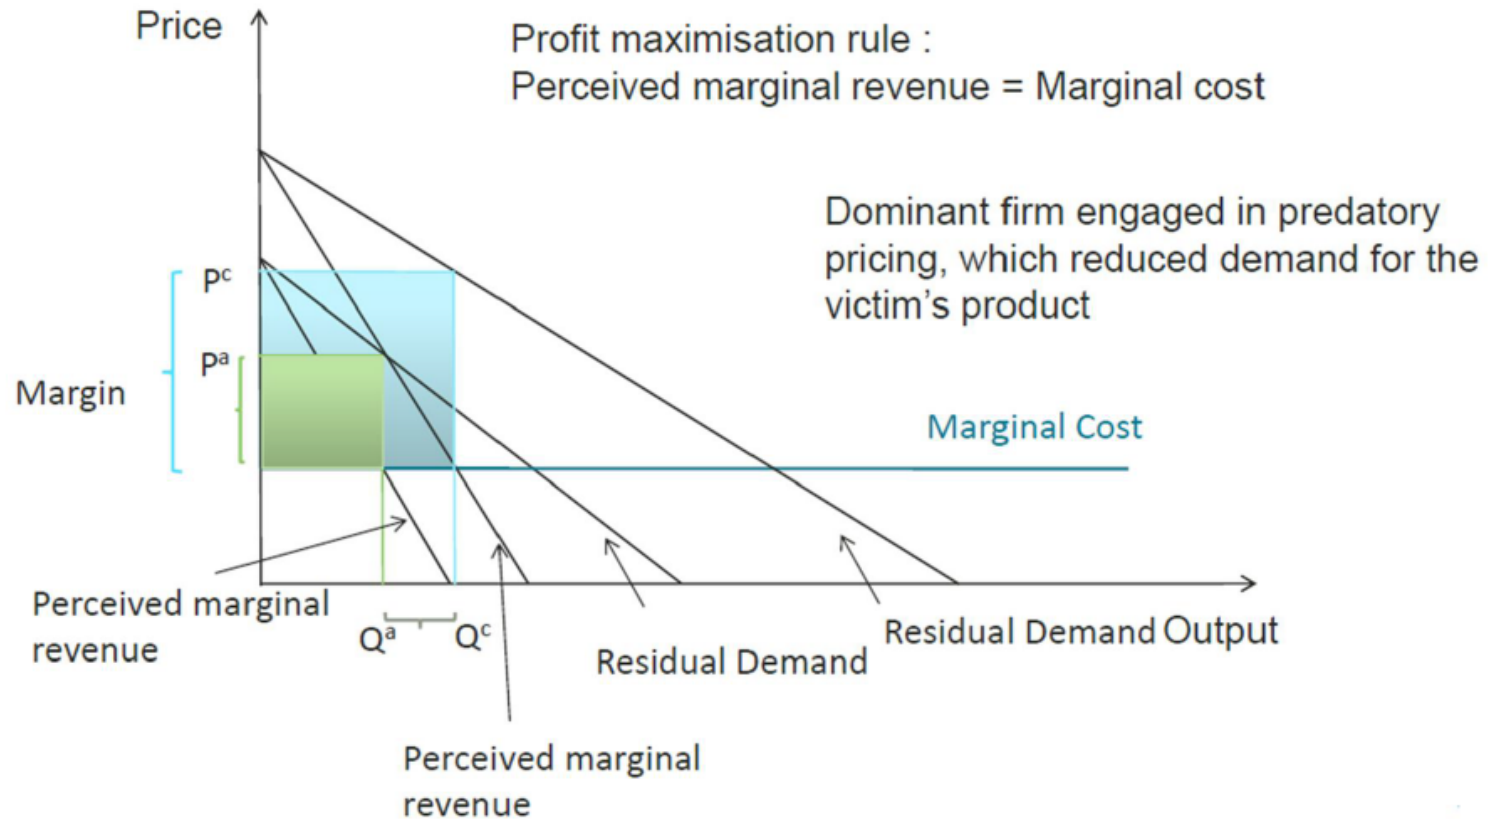 Price
Profit maximisation rule :
Perceived marginal revenue = Marginal cost
Dominant firm engaged in predatory
pricing, which reduced demand for the
victim's product
Pᶜ
Pᵃ
Margin
Marginal Cost
Perceived marginal
revenue
Qᵃ
Qᶜ
Residual Demand
Residual Demand Output
Perceived marginal
revenue